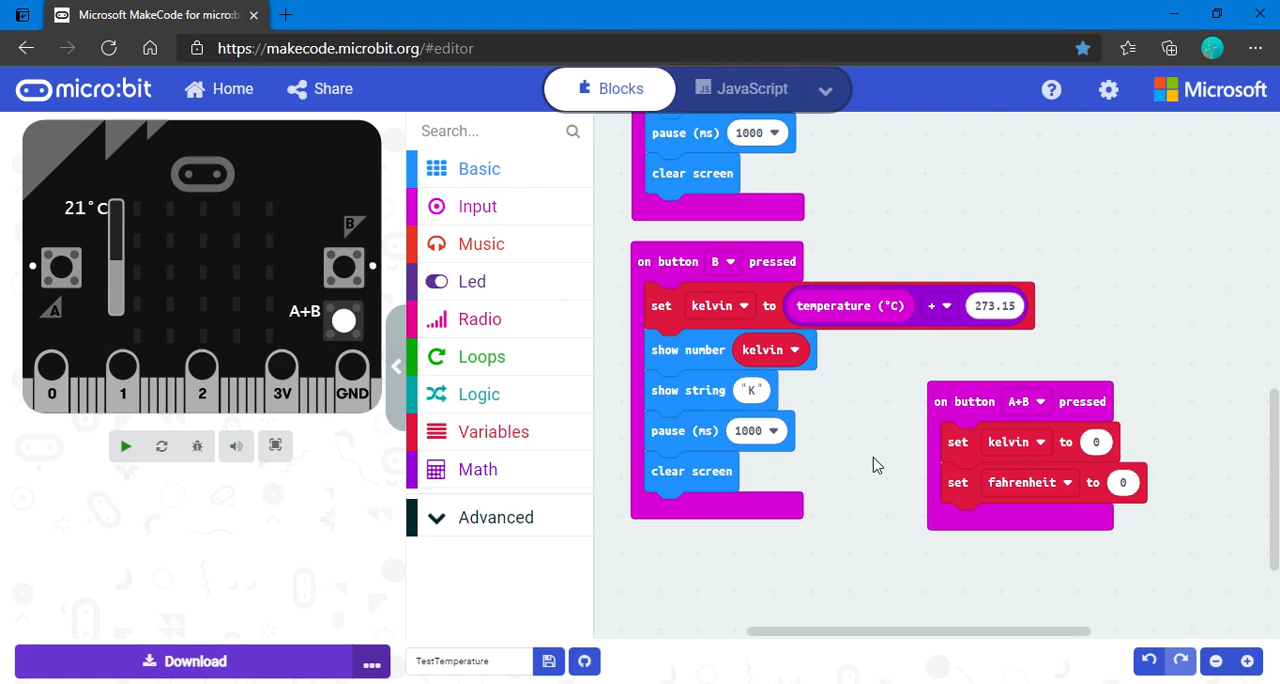 Microsoft MakeCode for micro:b
https://makecode.microbit.org/#editor
micro:bit
Home
Share
Blocks
JavaScript
Microsoft
21°C
B
A
A+B
0
1
2
3V
GND
Search...
Basic
Input
Music
Led
Radio
Loops
Logic
Variables
Math
Advanced
pause (ms) 1000
clear screen
on button B pressed
set kelvin to temperature (°C) + 273.15
show number kelvin
show string "K"
pause (ms) 1000
clear screen
on button A+B pressed
set kelvin to 0
set fahrenheit to 0
Download
...
TestTemperature